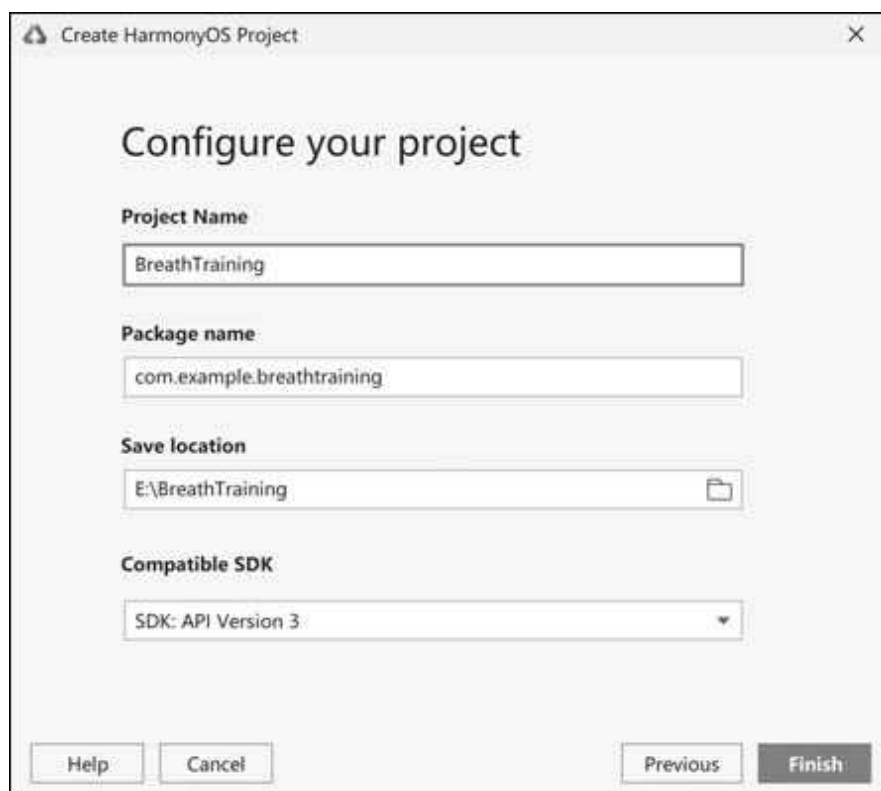 Create HarmonyOS Project
Configure your project
Project Name
BreathTraining
Package name
com.example.breathtraining
Save location
E:\BreathTraining
Compatible SDK
SDK: API Version 3
Help
Cancel
Previous
Finish